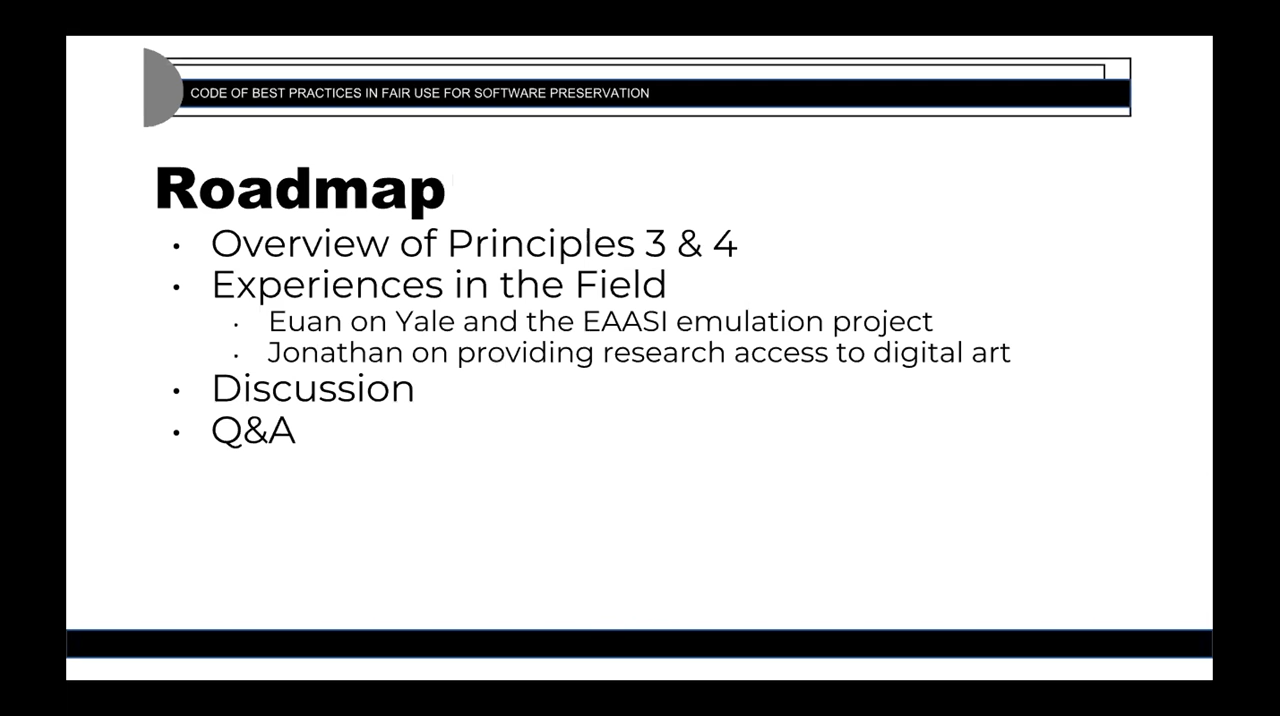 CODE OF BEST PRACTICES IN FAIR USE FOR SOFTWARE PRESERVATION
Roadmap
• Overview of Principles 3 & 4
• Experiences in the Field
• Euan on Yale and the EAASI emulation project
• Jonathan on providing research access to digital art
• Discussion
• Q&A